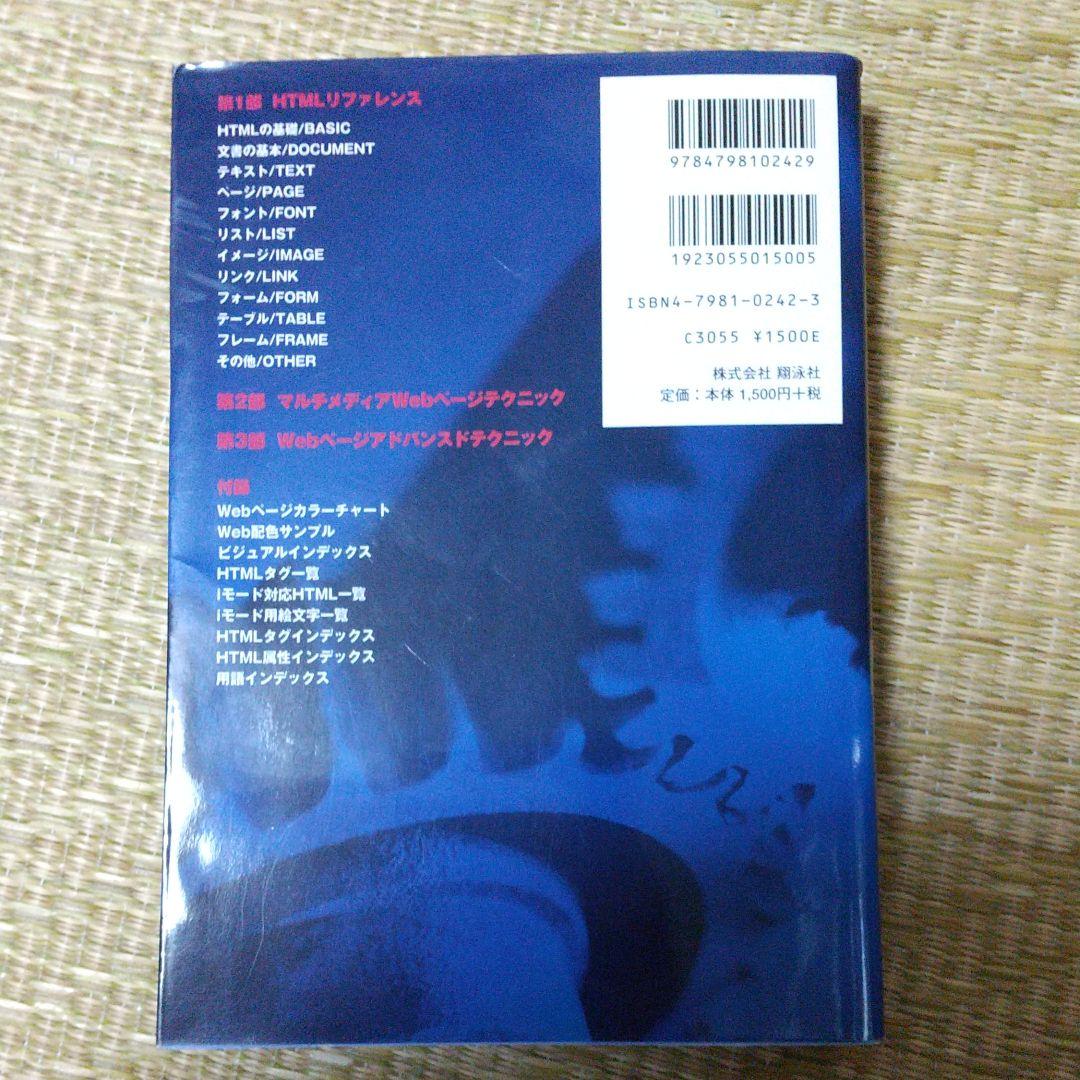 第1部 HTMLリファレンス
HTMLの基礎/BASIC
文書の基本/DOCUMENT
テキスト/TEXT
ページ/PAGE
フォント/FONT
リスト/LIST
イメージ/IMAGE
リンク/LINK
フォーム/FORM
テーブル/TABLE
フレーム/FRAME
その他/OTHER
第2部 マルチメディアWebページテクニック
第3部 Webページアドバンスドテクニック
付録
Webページカラーチャート
Web配色サンプル
ビジュアルインデックス
HTMLタグ一覧
iモード対応HTML一覧
iモード用絵文字一覧
HTMLタグインデックス
HTML属性インデックス
用語インデックス
9784798102429
1923055015005
ISBN4-7981-0242-3
C3055 ¥1500E
株式会社 翔泳社
定価：本体 1,500円＋税